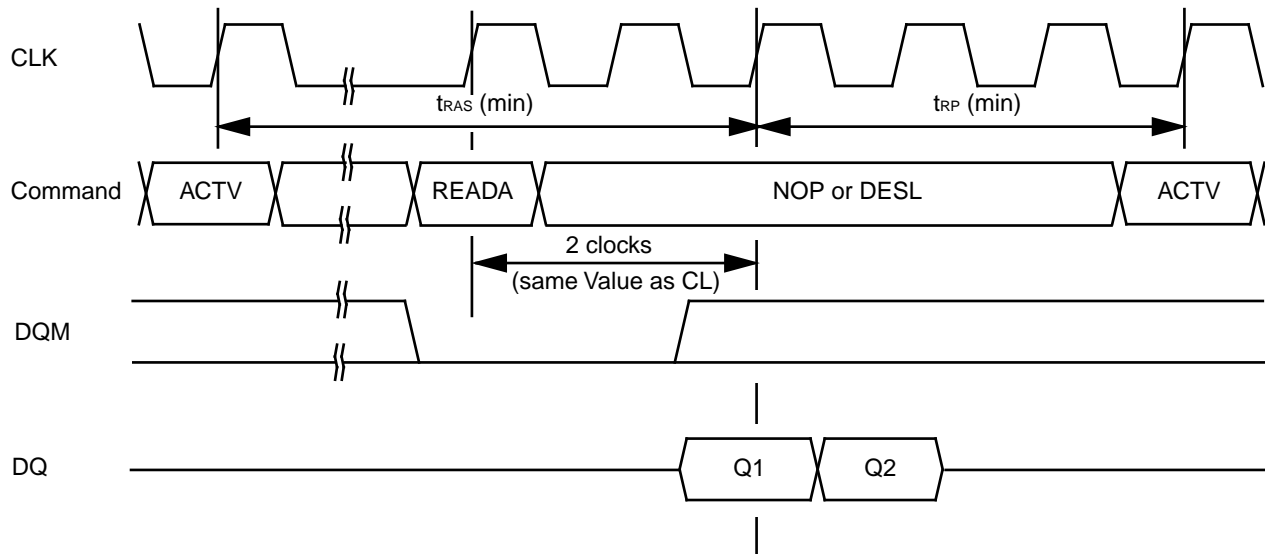 CLK
tRAS (min)
tRP (min)
Command
ACTV
READA
NOP or DESL
ACTV
2 clocks
(same Value as CL)
DQM
DQ
Q1
Q2